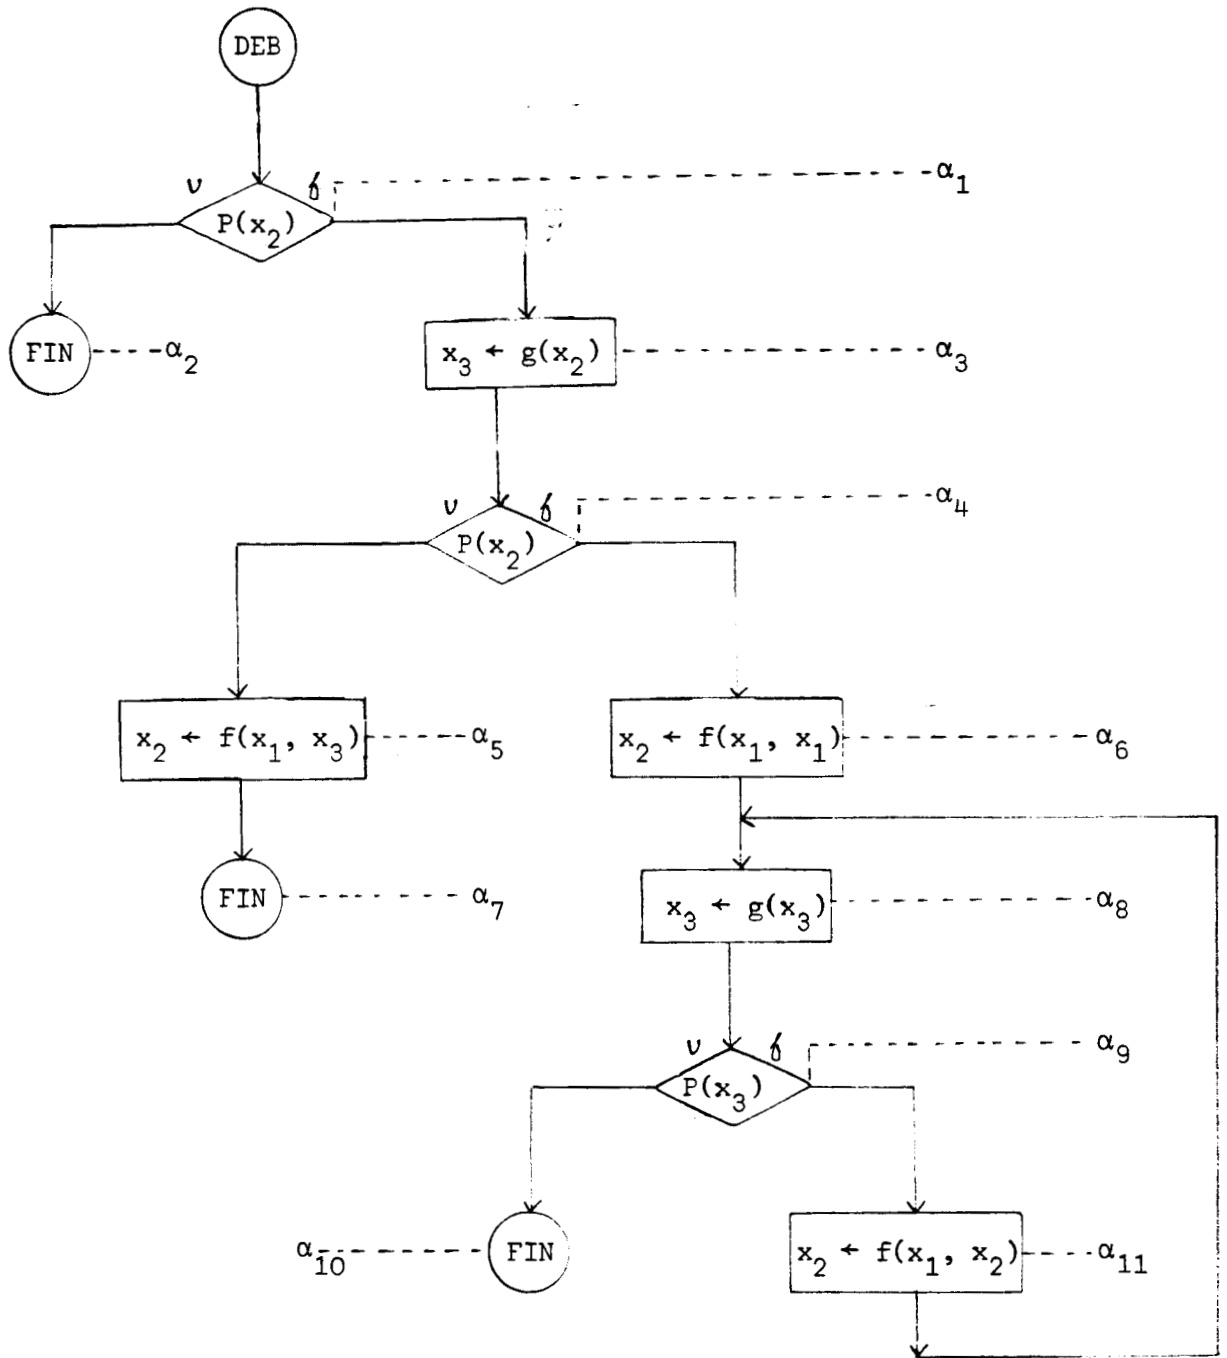 DEB
v f α₁
P(x₂)
FIN α₂
x₃ ← g(x₂) α₃
v f α₄
P(x₂)
x₂ ← f(x₁, x₃) α₅
x₂ ← f(x₁, x₁) α₆
FIN α₇
x₃ ← g(x₃) α₈
v f α₉
P(x₃)
α₁₀ FIN
x₂ ← f(x₁, x₂) α₁₁